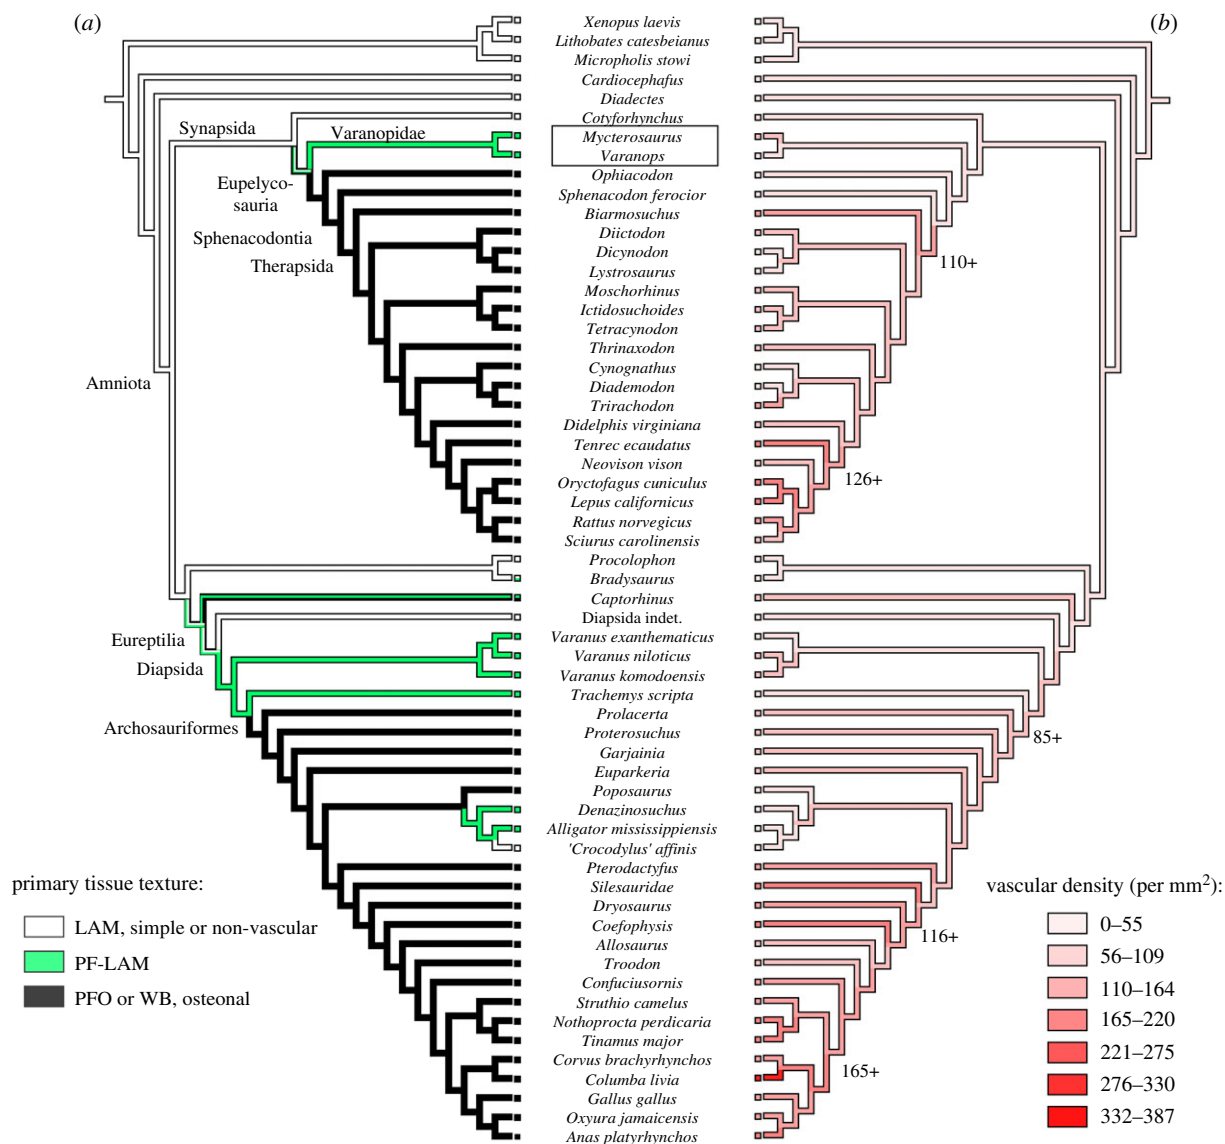 (a)
(b)
Xenopus laevis
Lithobates catesbeianus
Micropholis stowi
Cardiocephafus
Diadectes
Cotyforhynchus
Mycterosaurus
Varanops
Ophiacodon
Sphenacodon ferocior
Biarmosuchus
Diictodon
Dicynodon
Lystrosaurus
Moschorhinus
Ictidosuchoides
Tetracynodon
Thrinaxodon
Cynognathus
Diademodon
Trirachodon
Didelphis virginiana
Tenrec ecaudatus
Neovison vison
Oryctofagus cuniculus
Lepus californicus
Rattus norvegicus
Sciurus carolinensis
Procolophon
Bradysaurus
Captorhinus
Diapsida indet.
Varanus exanthematicus
Varanus niloticus
Varanus komodoensis
Trachemys scripta
Prolacerta
Proterosuchus
Garjainia
Euparkeria
Poposaurus
Denazinosuchus
Alligator mississippiensis
'Crocodylus' affinis
Pterodactyfus
Silesauridae
Dryosaurus
Coefophysis
Allosaurus
Troodon
Confuciusornis
Struthio camelus
Nothoprocta perdicaria
Tinamus major
Corvus brachyrhynchos
Columba livia
Gallus gallus
Oxyura jamaicensis
Anas platyrhynchos
Synapsida
Varanopidae
Eupelyco-
sauria
Sphenacodontia
Therapsida
Amniota
Eureptilia
Diapsida
Archosauriformes
primary tissue texture:
LAM, simple or non-vascular
PF-LAM
PFO or WB, osteonal
110+
126+
85+
116+
165+
vascular density (per mm²):
0–55
56–109
110–164
165–220
221–275
276–330
332–387